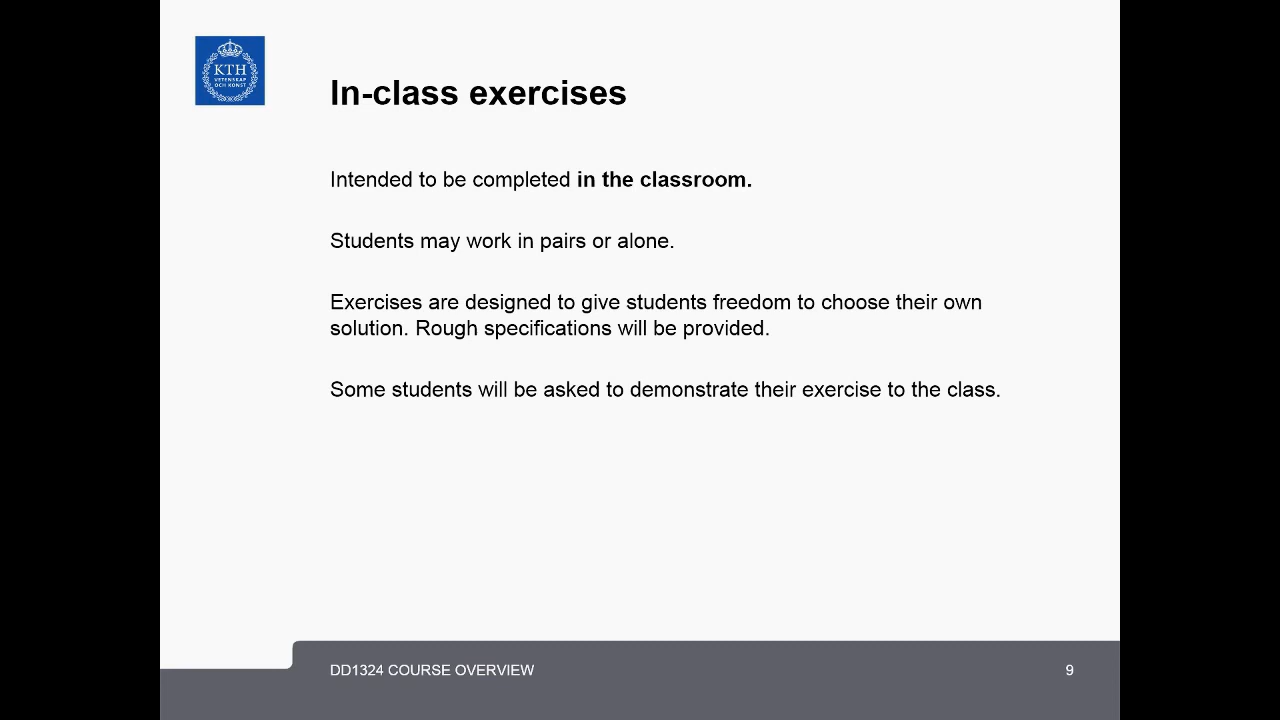 KTH
VETENSKAP
OCH KONST
In-class exercises
Intended to be completed in the classroom.
Students may work in pairs or alone.
Exercises are designed to give students freedom to choose their own
solution. Rough specifications will be provided.
Some students will be asked to demonstrate their exercise to the class.
DD1324 COURSE OVERVIEW
9